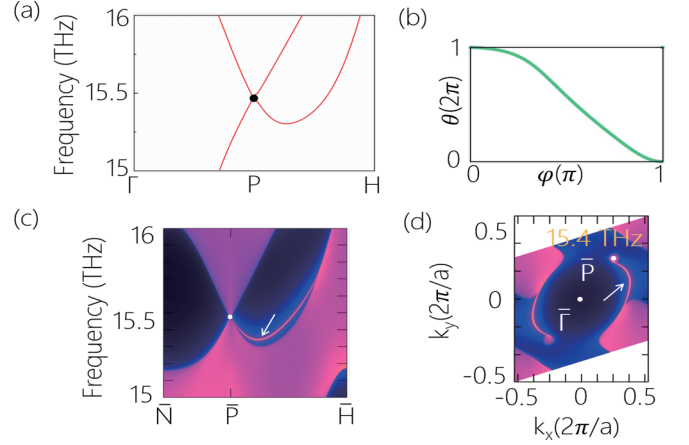 (a)
Frequency (THz)
16
15.5
15
Γ
P
H
(b)
θ(2π)
1
0
0
φ(π)
1
(c)
Frequency (THz)
16
15.5
15
N̅
P̅
P̅
H̅
(d)
15.4 THz
k_y(2π/a)
0.5
0
-0.5
P̅
Γ̅
-0.5
0
0.5
k_x(2π/a)